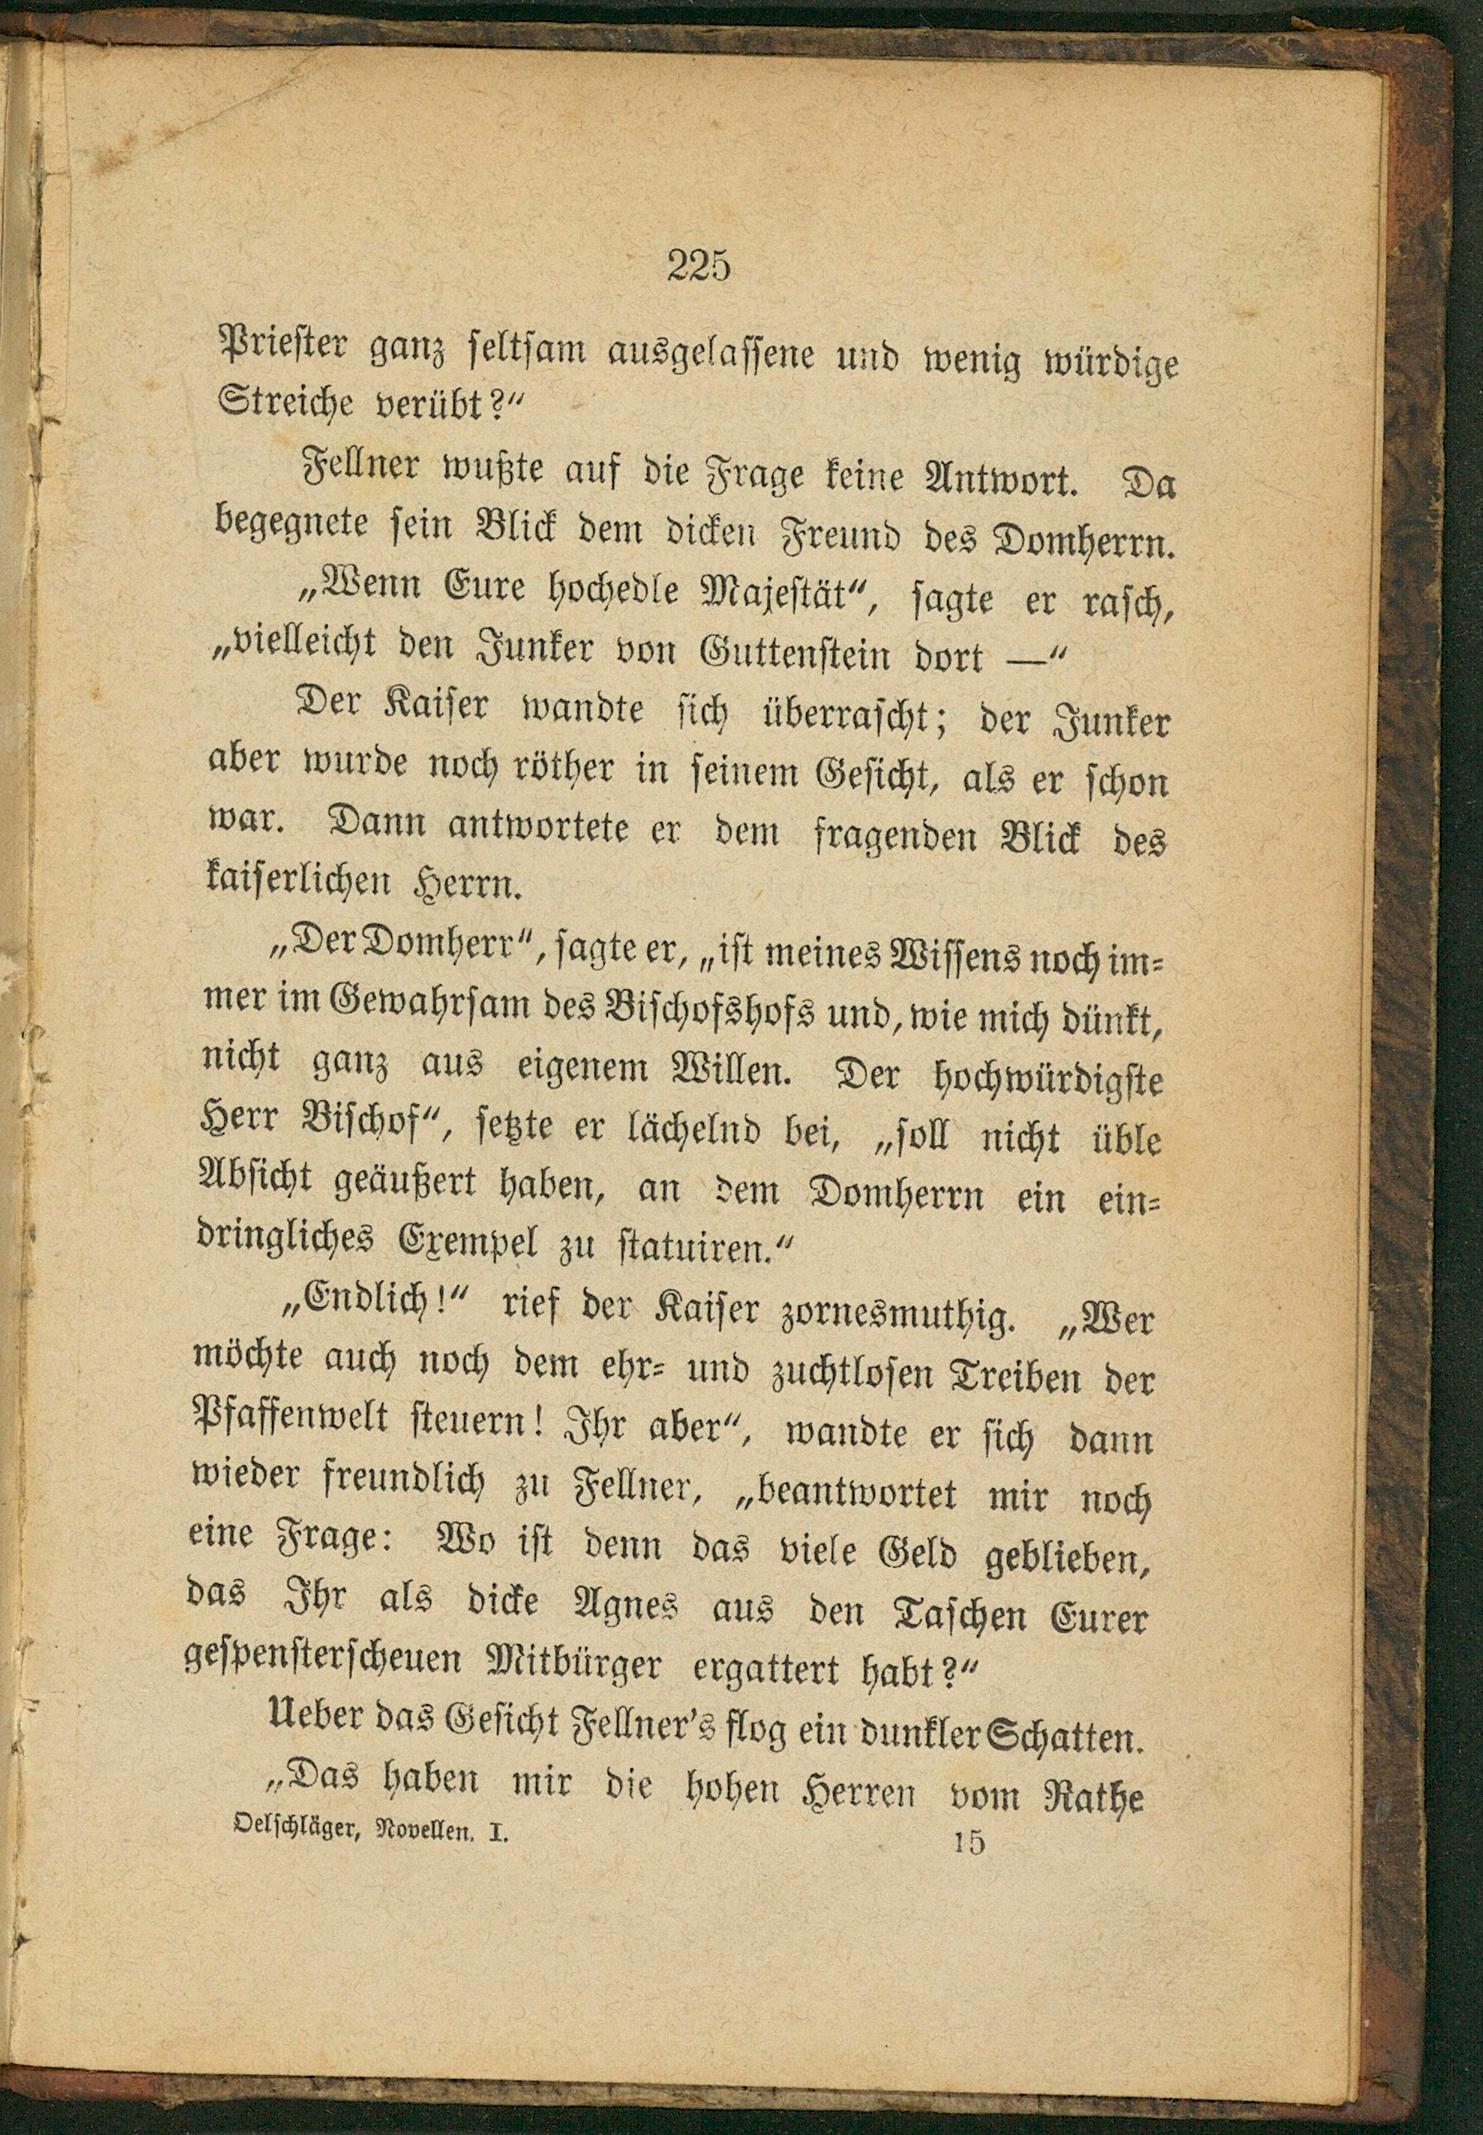 225
Priester ganz seltsam ausgelassene und wenig würdige
Streiche verübt?“
Fellner wußte auf die Frage keine Antwort. Da
begegnete sein Blick dem dicken Freund des Domherrn.
„Wenn Eure hochedle Majestät“, sagte er rasch,
„vielleicht den Junker von Guttenstein dort —“
Der Kaiser wandte sich überrascht; der Junker
aber wurde noch röther in seinem Gesicht, als er schon
war. Dann antwortete er dem fragenden Blick des
kaiserlichen Herrn.
„Der Domherr“, sagte er, „ist meines Wissens noch im-
mer im Gewahrsam des Bischofshofs und, wie mich dünkt,
nicht ganz aus eigenem Willen. Der hochwürdigste
Herr Bischof“, setzte er lächelnd bei, „soll nicht üble
Absicht geäußert haben, an dem Domherrn ein ein-
dringliches Exempel zu statuiren.“
„Endlich!“ rief der Kaiser zornesmuthig. „Wer
möchte auch noch dem ehr- und zuchtlosen Treiben der
Pfaffenwelt steuern! Ihr aber“, wandte er sich dann
wieder freundlich zu Fellner, „beantwortet mir noch
eine Frage: Wo ist denn das viele Geld geblieben,
das Ihr als dicke Agnes aus den Taschen Eurer
gespensterscheuen Mitbürger ergattert habt?“
Ueber das Gesicht Fellner’s flog ein dunkler Schatten.
„Das haben mir die hohen Herren vom Rathe
Oelschläger, Novellen. I. 15